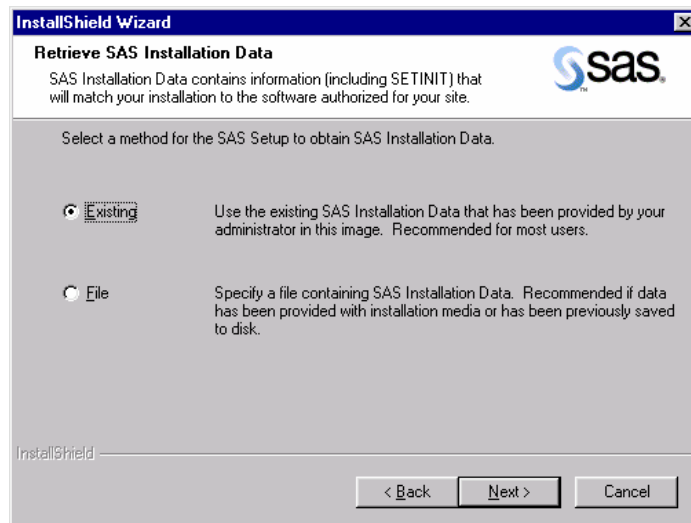 InstallShield Wizard
Retrieve SAS Installation Data
SAS Installation Data contains information (including SETINIT) that
will match your installation to the software authorized for your site.
sas.
TM
Select a method for the SAS Setup to obtain SAS Installation Data.
Existing
Use the existing SAS Installation Data that has been provided by your
administrator in this image. Recommended for most users.
File
Specify a file containing SAS Installation Data. Recommended if data
has been provided with installation media or has been previously saved
to disk.
InstallShield
< Back
Next >
Cancel